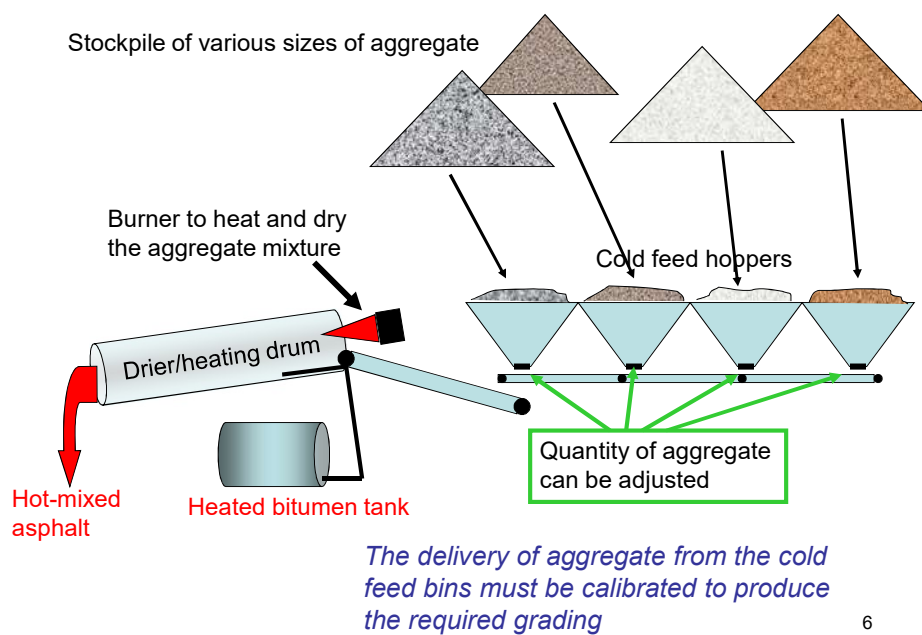 Stockpile of various sizes of aggregate
Burner to heat and dry
the aggregate mixture
Cold feed hoppers
Drier/heating drum
Quantity of aggregate
can be adjusted
Hot-mixed
asphalt
Heated bitumen tank
The delivery of aggregate from the cold
feed bins must be calibrated to produce
the required grading
6